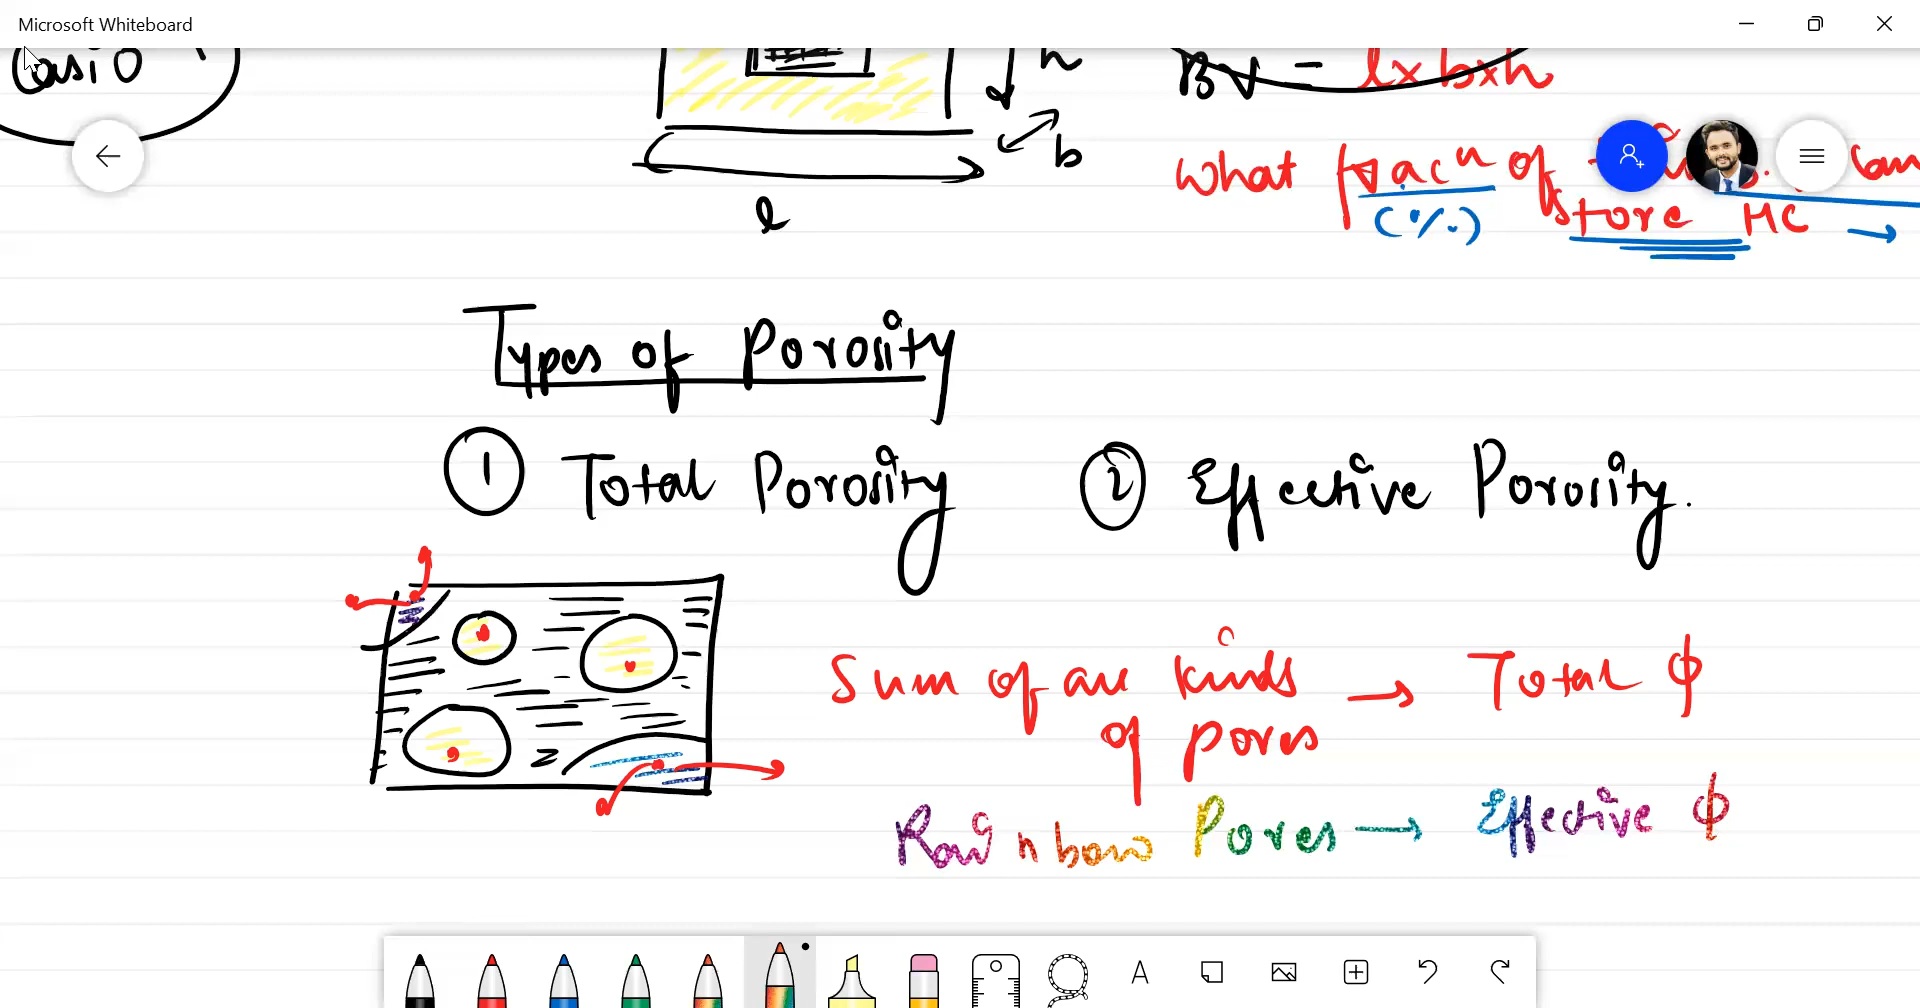 Microsoft Whiteboard
h
BV = l×b×h
b
What fracn of
(%)
store HC →
l
Types of Porosity
① Total Porosity ② Effective Porosity.
Sum of all kinds → Total ϕ
of pores
Rainbow Pores → Effective ϕ
A